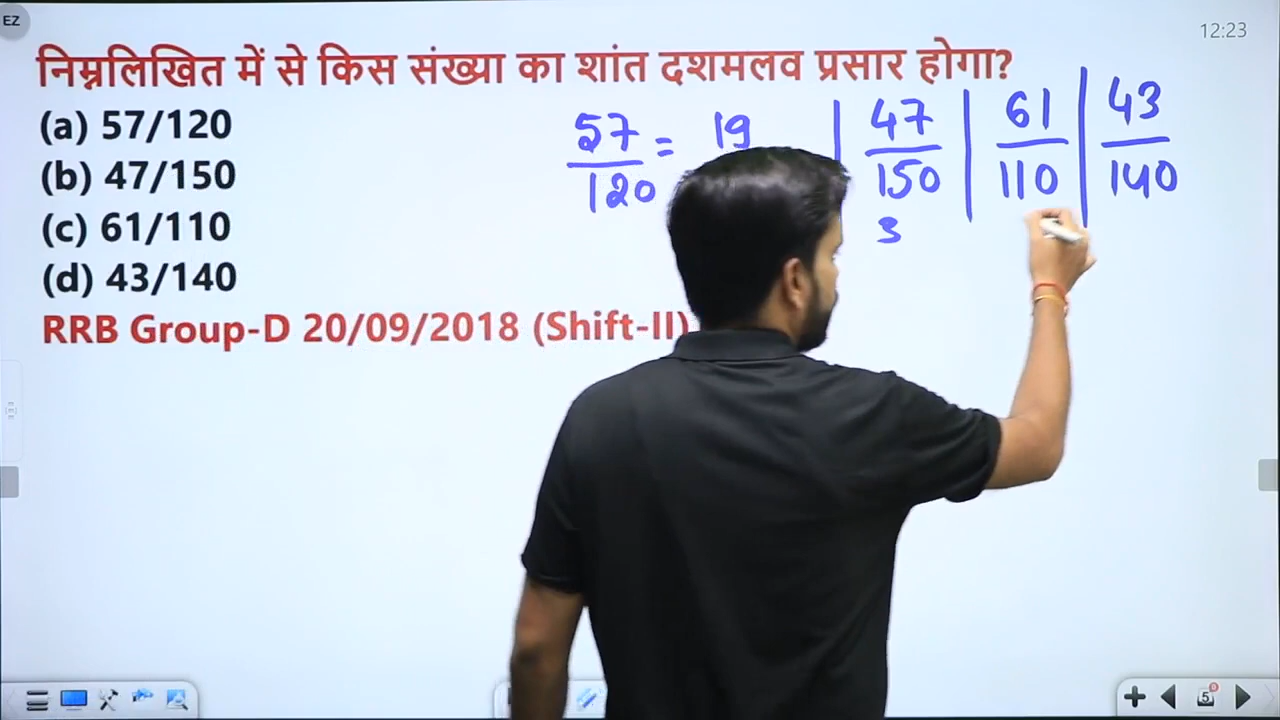 EZ
12:23
निम्नलिखित में से किस संख्या का शांत दशमलव प्रसार होगा?
(a) 57/120
(b) 47/150
(c) 61/110
(d) 43/140
RRB Group-D 20/09/2018 (Shift-II)
57/120 = 19
47/150
3
61/110
43/140
5